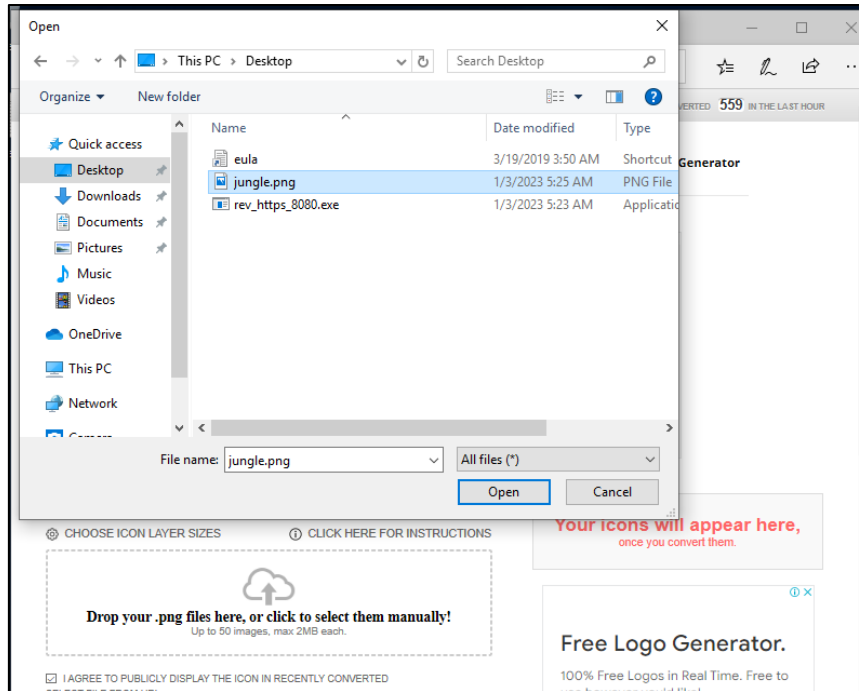 Open
This PC > Desktop
Search Desktop
Organize
New folder
VERTED 559 IN THE LAST HOUR
Name
Date modified
Type
Quick access
eula
3/19/2019 3:50 AM
Shortcut
Generator
Desktop
jungle.png
1/3/2023 5:25 AM
PNG File
Downloads
rev_https_8080.exe
1/3/2023 5:23 AM
Applicatio
Documents
Pictures
Music
Videos
OneDrive
This PC
Network
File name:
jungle.png
All files (*)
Open
Cancel
CHOOSE ICON LAYER SIZES
CLICK HERE FOR INSTRUCTIONS
Your icons will appear here,
once you convert them.
Drop your .png files here, or click to select them manually!
Up to 50 images, max 2MB each.
Free Logo Generator.
I AGREE TO PUBLICLY DISPLAY THE ICON IN RECENTLY CONVERTED
100% Free Logos in Real Time. Free to